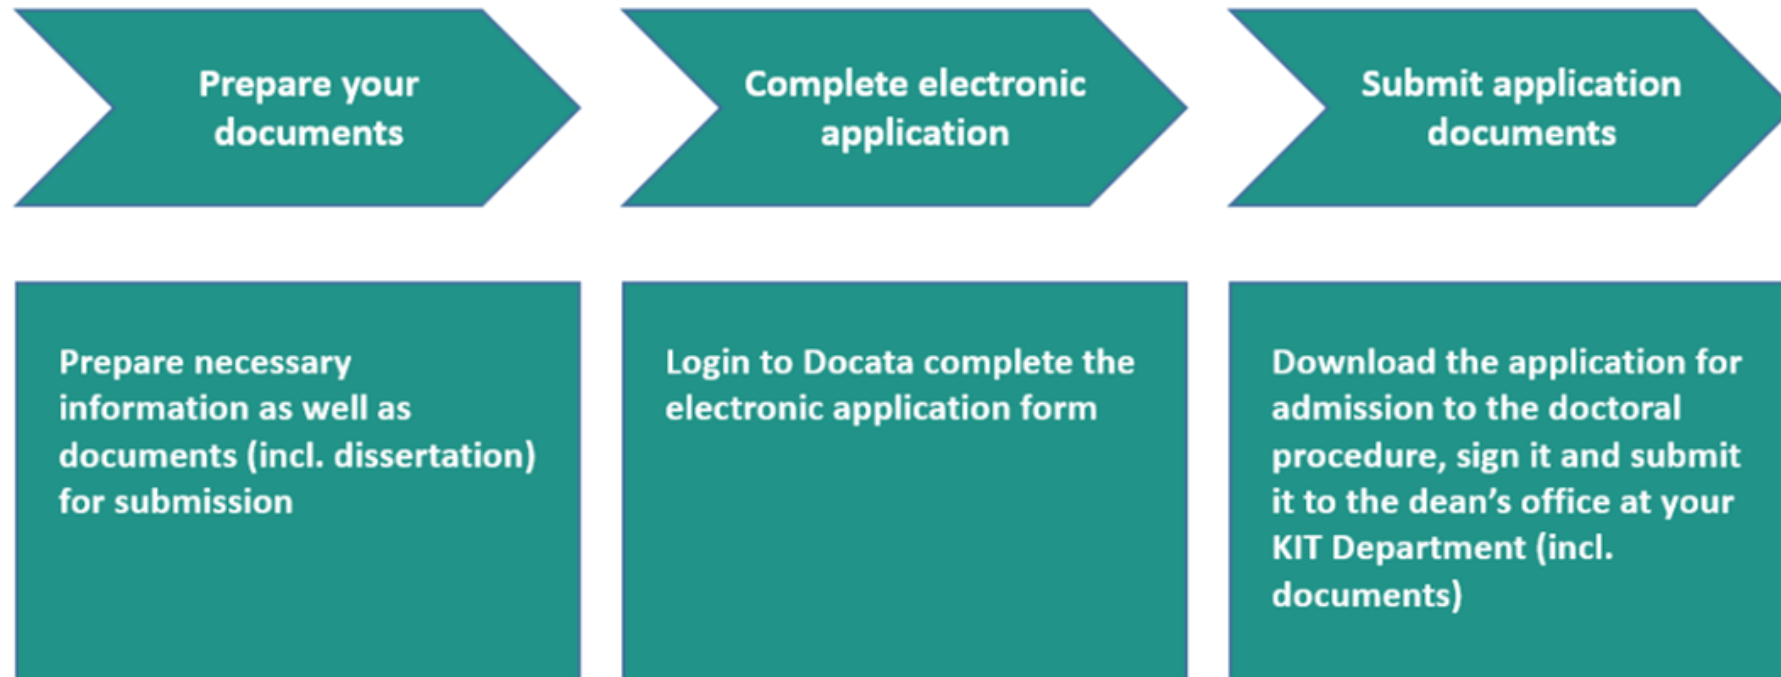 Prepare your
documents
Complete electronic
application
Submit application
documents
Prepare necessary
information as well as
documents (incl. dissertation)
for submission
Login to Docata complete the
electronic application form
Download the application for
admission to the doctoral
procedure, sign it and submit
it to the dean’s office at your
KIT Department (incl.
documents)